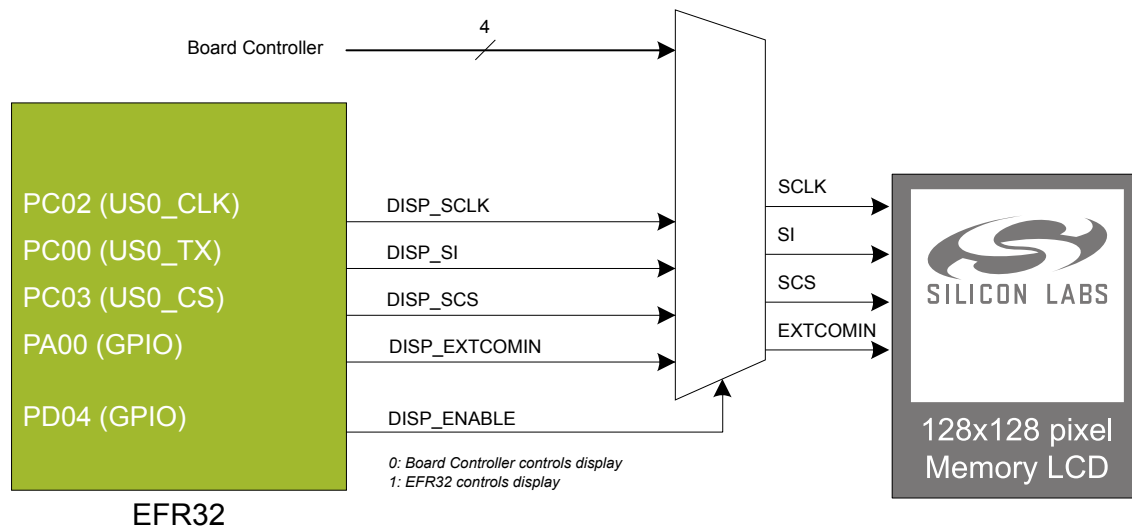 4
Board Controller
PC02 (US0_CLK)
PC00 (US0_TX)
PC03 (US0_CS)
PA00 (GPIO)
PD04 (GPIO)
DISP_SCLK
DISP_SI
DISP_SCS
DISP_EXTCOMIN
DISP_ENABLE
0: Board Controller controls display
1: EFR32 controls display
SCLK
SI
SCS
EXTCOMIN
SILICON LABS
128x128 pixel
Memory LCD
EFR32